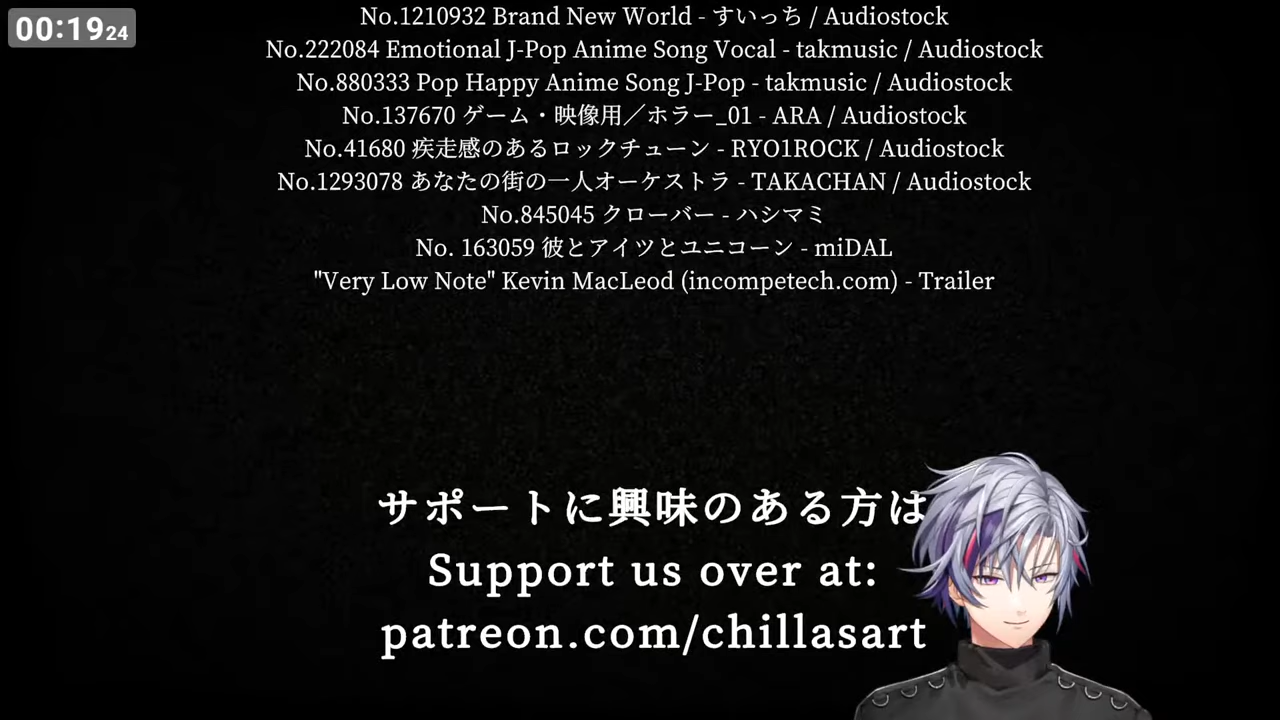 00:19 24
No.1210932 Brand New World - すいっち / Audiostock
No.222084 Emotional J-Pop Anime Song Vocal - takmusic / Audiostock
No.880333 Pop Happy Anime Song J-Pop - takmusic / Audiostock
No.137670 ゲーム・映像用／ホラー_01 - ARA / Audiostock
No.41680 疾走感のあるロックチューン - RYO1ROCK / Audiostock
No.1293078 あなたの街の一人オーケストラ - TAKACHAN / Audiostock
No.845045 クローバー - ハシマミ
No. 163059 彼とアイツとユニコーン - miDAL
"Very Low Note" Kevin MacLeod (incompetech.com) - Trailer
サポートに興味のある方は
Support us over at:
patreon.com/chillasart